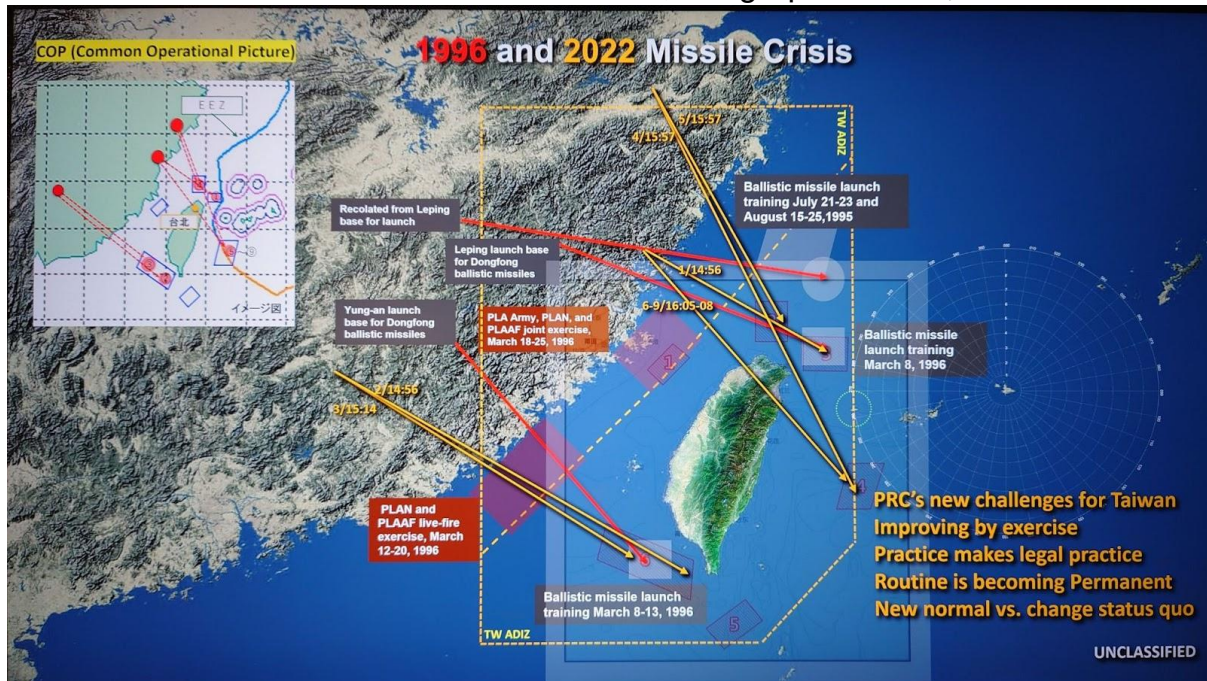 COP (Common Operational Picture)
1996 and 2022 Missile Crisis
EEZ
台北
イメージ図
5/15:57
4/15:57
TW ADIZ
Ballistic missile launch
training July 21-23 and
August 15-25,1995
Recolated from Leping
base for launch
Leping launch base
for Dongfong
ballistic missiles
1/14:56
6-9/16:05-08
Yung-an launch
base for Dongfong
ballistic missiles
PLA Army, PLAN, and
PLAAF joint exercise,
March 18-25, 1996
1
Ballistic missile
launch training
March 8, 1996
2/14:56
3/15:14
4
PLAN and
PLAAF live-fire
exercise, March
12-20, 1996
PRC's new challenges for Taiwan
Improving by exercise
Practice makes legal practice
Routine is becoming Permanent
New normal vs. change status quo
Ballistic missile launch
training March 8-13, 1996
5
TW ADIZ
UNCLASSIFIED